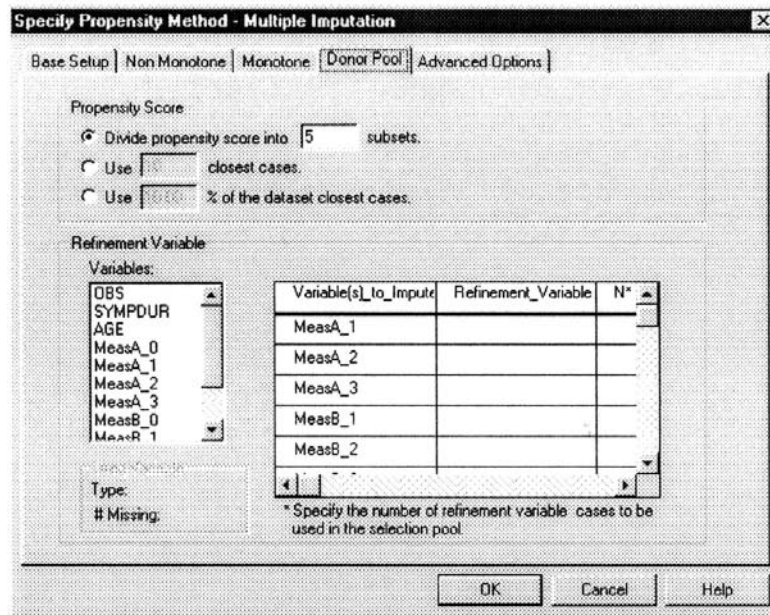 Specify Propensity Method - Multiple Imputation
Base Setup Non Monotone Monotone Donor Pool Advanced Options
Propensity Score
Divide propensity score into 5 subsets.
Use closest cases.
Use % of the dataset closest cases.
Refinement Variable
Variables:
OBS
SYMPDUR
AGE
MeasA_0
MeasA_1
MeasA_2
MeasA_3
MeasB_0
MeasB_1
Variable(s)_to_Impute Refinement_Variable N*
MeasA_1
MeasA_2
MeasA_3
MeasB_1
MeasB_2
Type:
# Missing:
* Specify the number of refinement variable cases to be
used in the selection pool.
OK Cancel Help